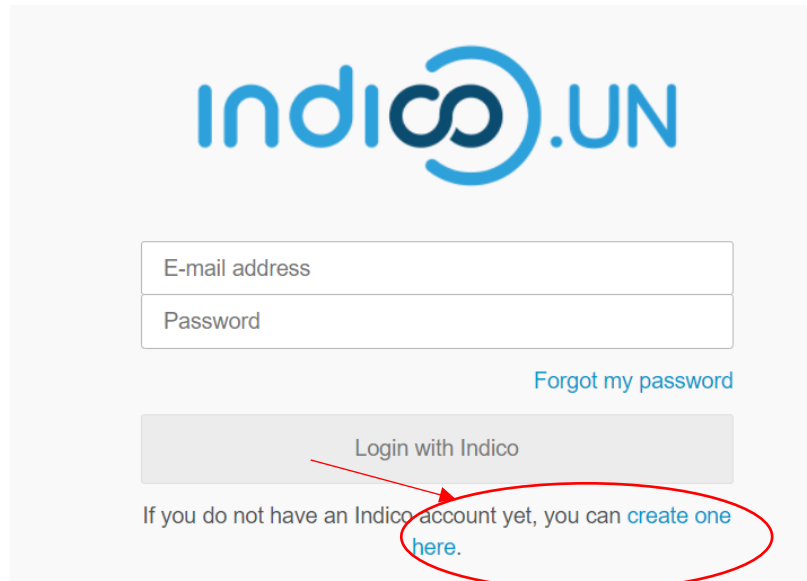 indico.UN
E-mail address
Password
Forgot my password
Login with Indico
If you do not have an Indico account yet, you can create one
here.